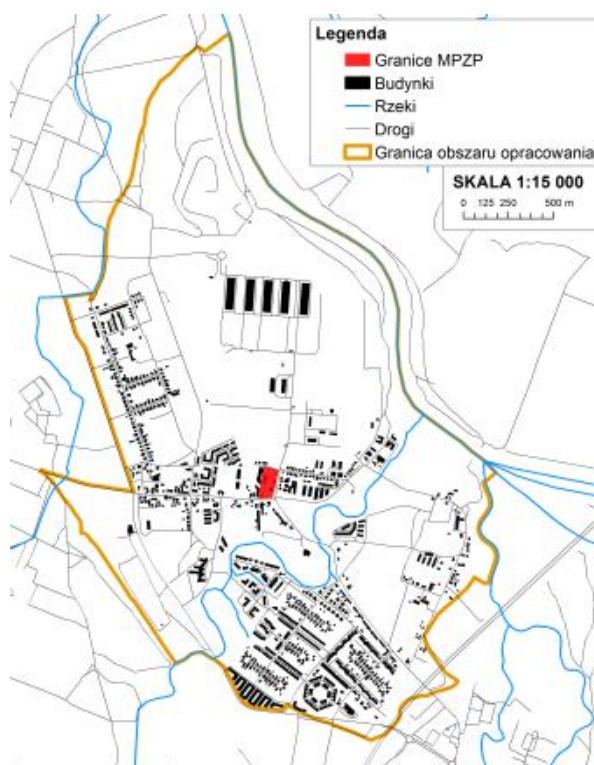 Legenda
Granice MPZP
Budynki
Rzeki
Drogi
Granica obszaru opracowania
SKALA 1:15 000
0 125 250 500 m